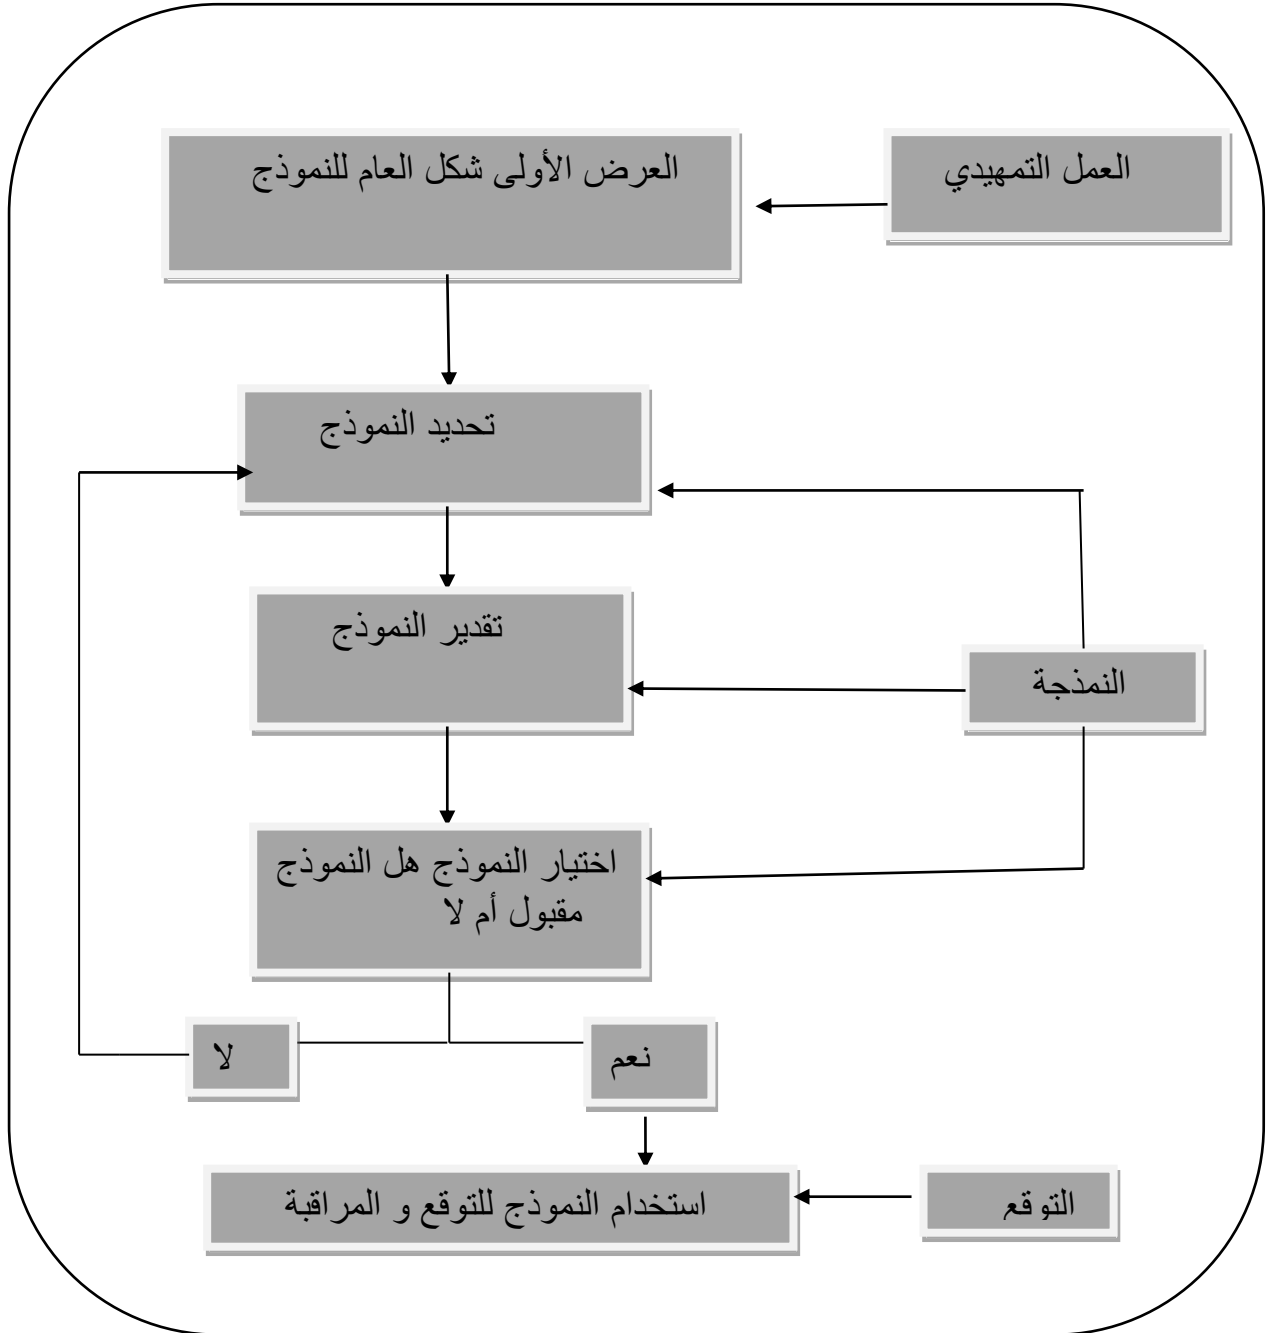 العمل التمهيدي
العرض الأولى شكل العام للنموذج
تحديد النموذج
تقدير النموذج
النمذجة
اختيار النموذج هل النموذج
مقبول أم لا
نعم
لا
التوقع
استخدام النموذج للتوقع و المراقبة